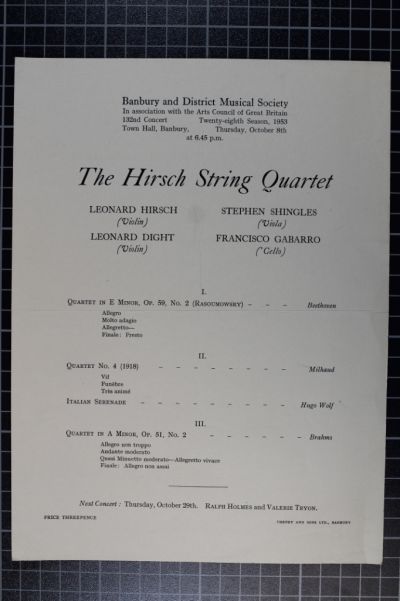 Banbury and District Musical Society
In association with the Arts Council of Great Britain
132nd Concert Twenty-eighth Season, 1953
Town Hall, Banbury, Thursday, October 8th
at 6.45 p.m.
The Hirsch String Quartet
LEONARD HIRSCH STEPHEN SHINGLES
(Violin) (Viola)
LEONARD DIGHT FRANCISCO GABARRO
(Violin) ('Cello)
I.
QUARTET IN E MINOR, OP. 59, NO. 2 (RASOUMOWSKY) – – – Beethoven
Allegro
Molto adagio
Allegretto—
Finale: Presto
II.
QUARTET NO. 4 (1918) – – – – – – – Milhaud
Vif
Funèbre
Très animé
ITALIAN SERENADE – – – – – – – – Hugo Wolf
III.
QUARTET IN A MINOR, OP. 51, NO. 2 – – – – – Brahms
Allegro non troppo
Andante moderato
Quasi Minuetto moderato—Allegretto vivace
Finale: Allegro non assai
Next Concert: Thursday, October 29th. RALPH HOLMES and VALERIE TRYON.
PRICE THREEPENCE CHENEY AND SONS LTD., BANBURY